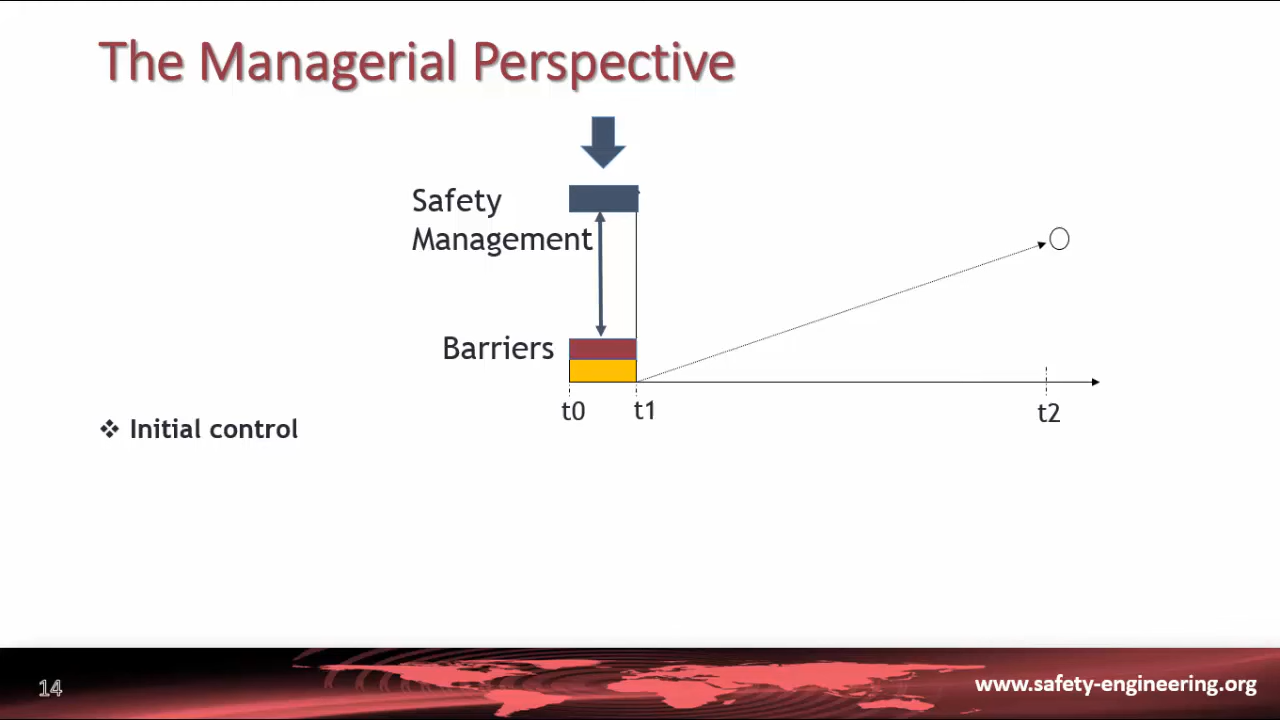 The Managerial Perspective
Safety
Management
Barriers
t0
t1
t2
❖ Initial control
14
www.safety-engineering.org